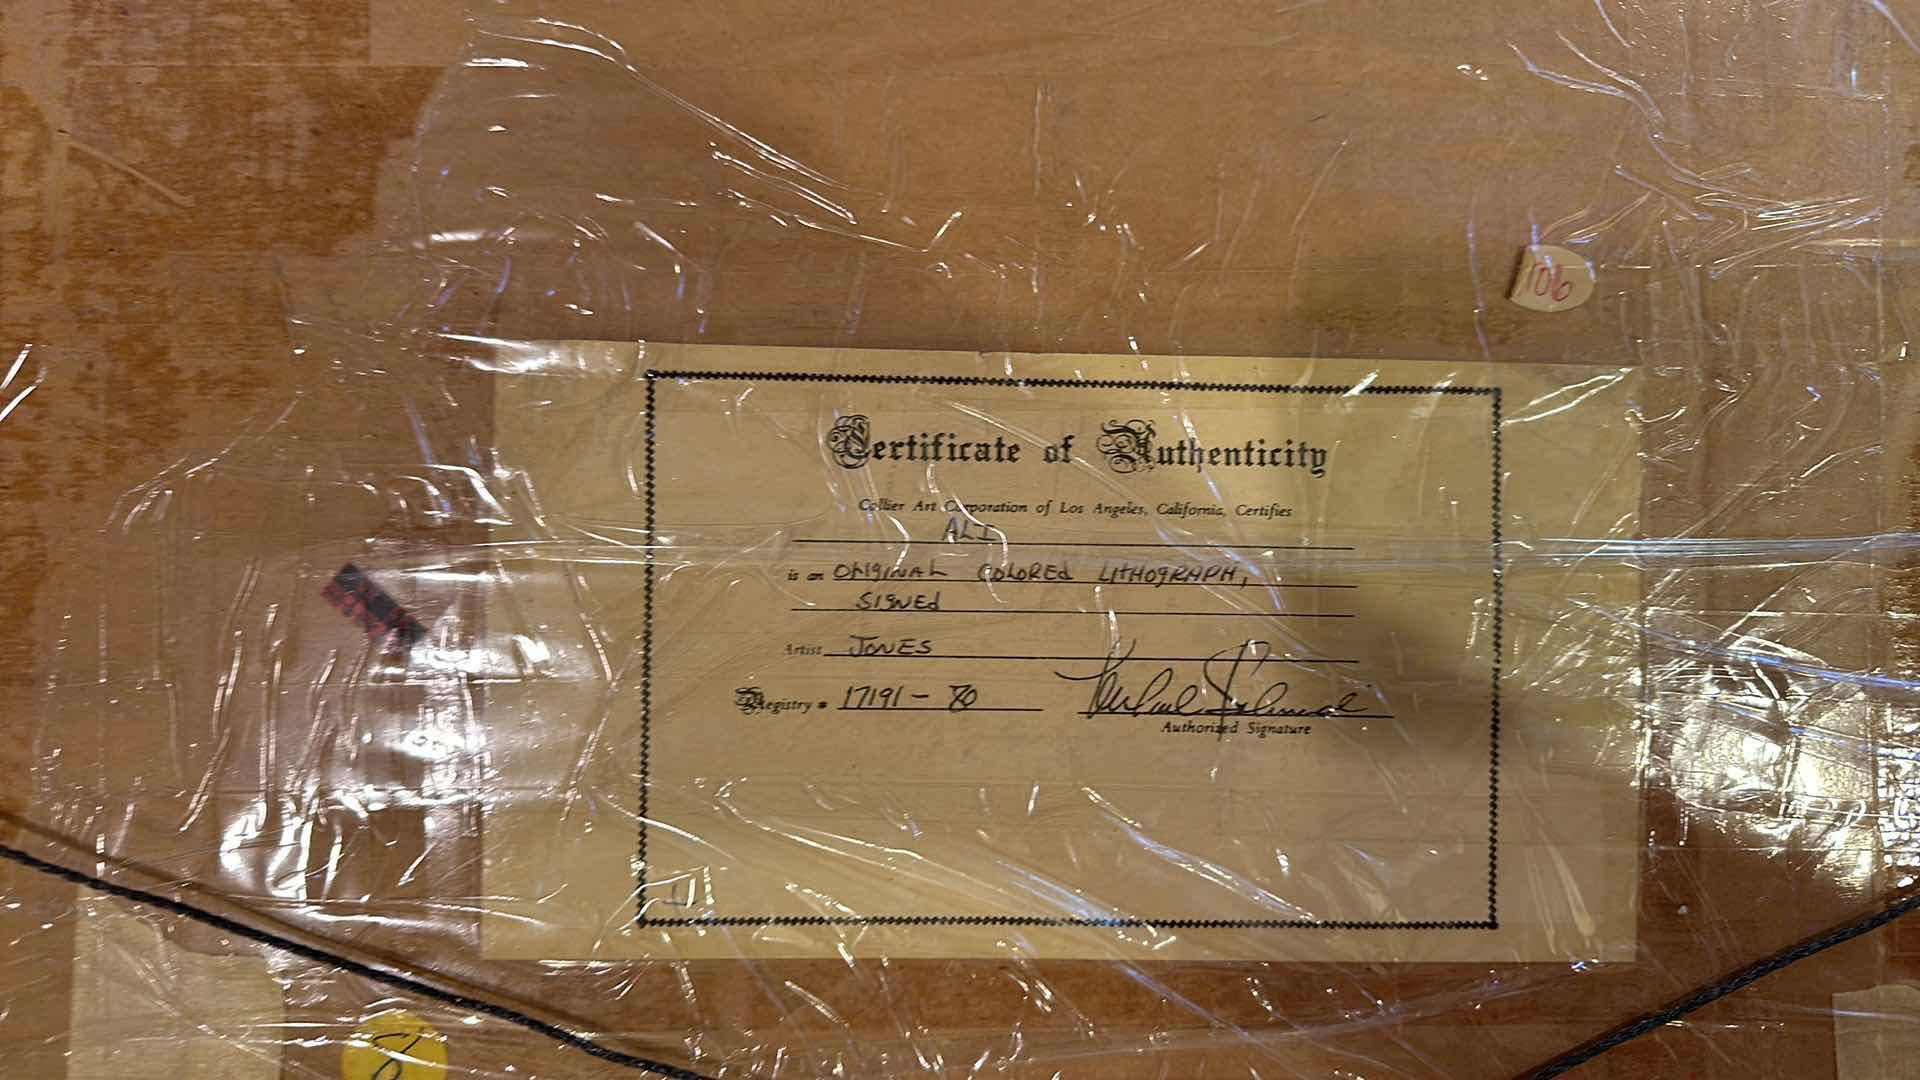 106
Certificate of Authenticity
Collier Art Corporation of Los Angeles, California, Certifies
ALI
is an ORIGINAL COLORED LITHOGRAPH,
SIGNED
Artist JONES
Registry # 17191-
Authorized Signature